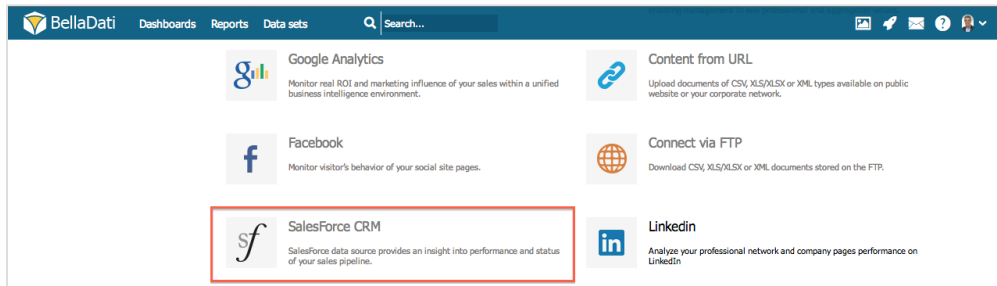 BellaDati Dashboards Reports Data sets Search...
Google Analytics
Monitor real ROI and marketing influence of your sales within a unified
business intelligence environment.
Content from URL
Upload documents of CSV, XLS/XLSX or XML types available on public
website or your corporate network.
Facebook
Monitor visitor's behavior of your social site pages.
Connect via FTP
Download CSV, XLS/XLSX or XML documents stored on the FTP.
sf
SalesForce CRM
SalesForce data source provides an insight into performance and status
of your sales pipeline.
in
Linkedin
Analyze your professional network and company pages performance on
LinkedIn